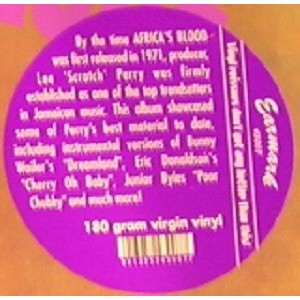 By the time AFRICA'S BLOOD
was first released in 1971, producer,
Lee 'Scratch' Perry was firmly
established as one of the top trendsetters
in Jamaican music. This album showcased
some of Perry's best material to date,
including instrumental versions of Bunny
Wailer's "Dreamland", Eric Donaldson's
"Cherry Oh Baby", Junior Byles "Poor
Chubby" and much more!
180 gram virgin vinyl
Earmark
Vinyl reissues don't get any better than this!